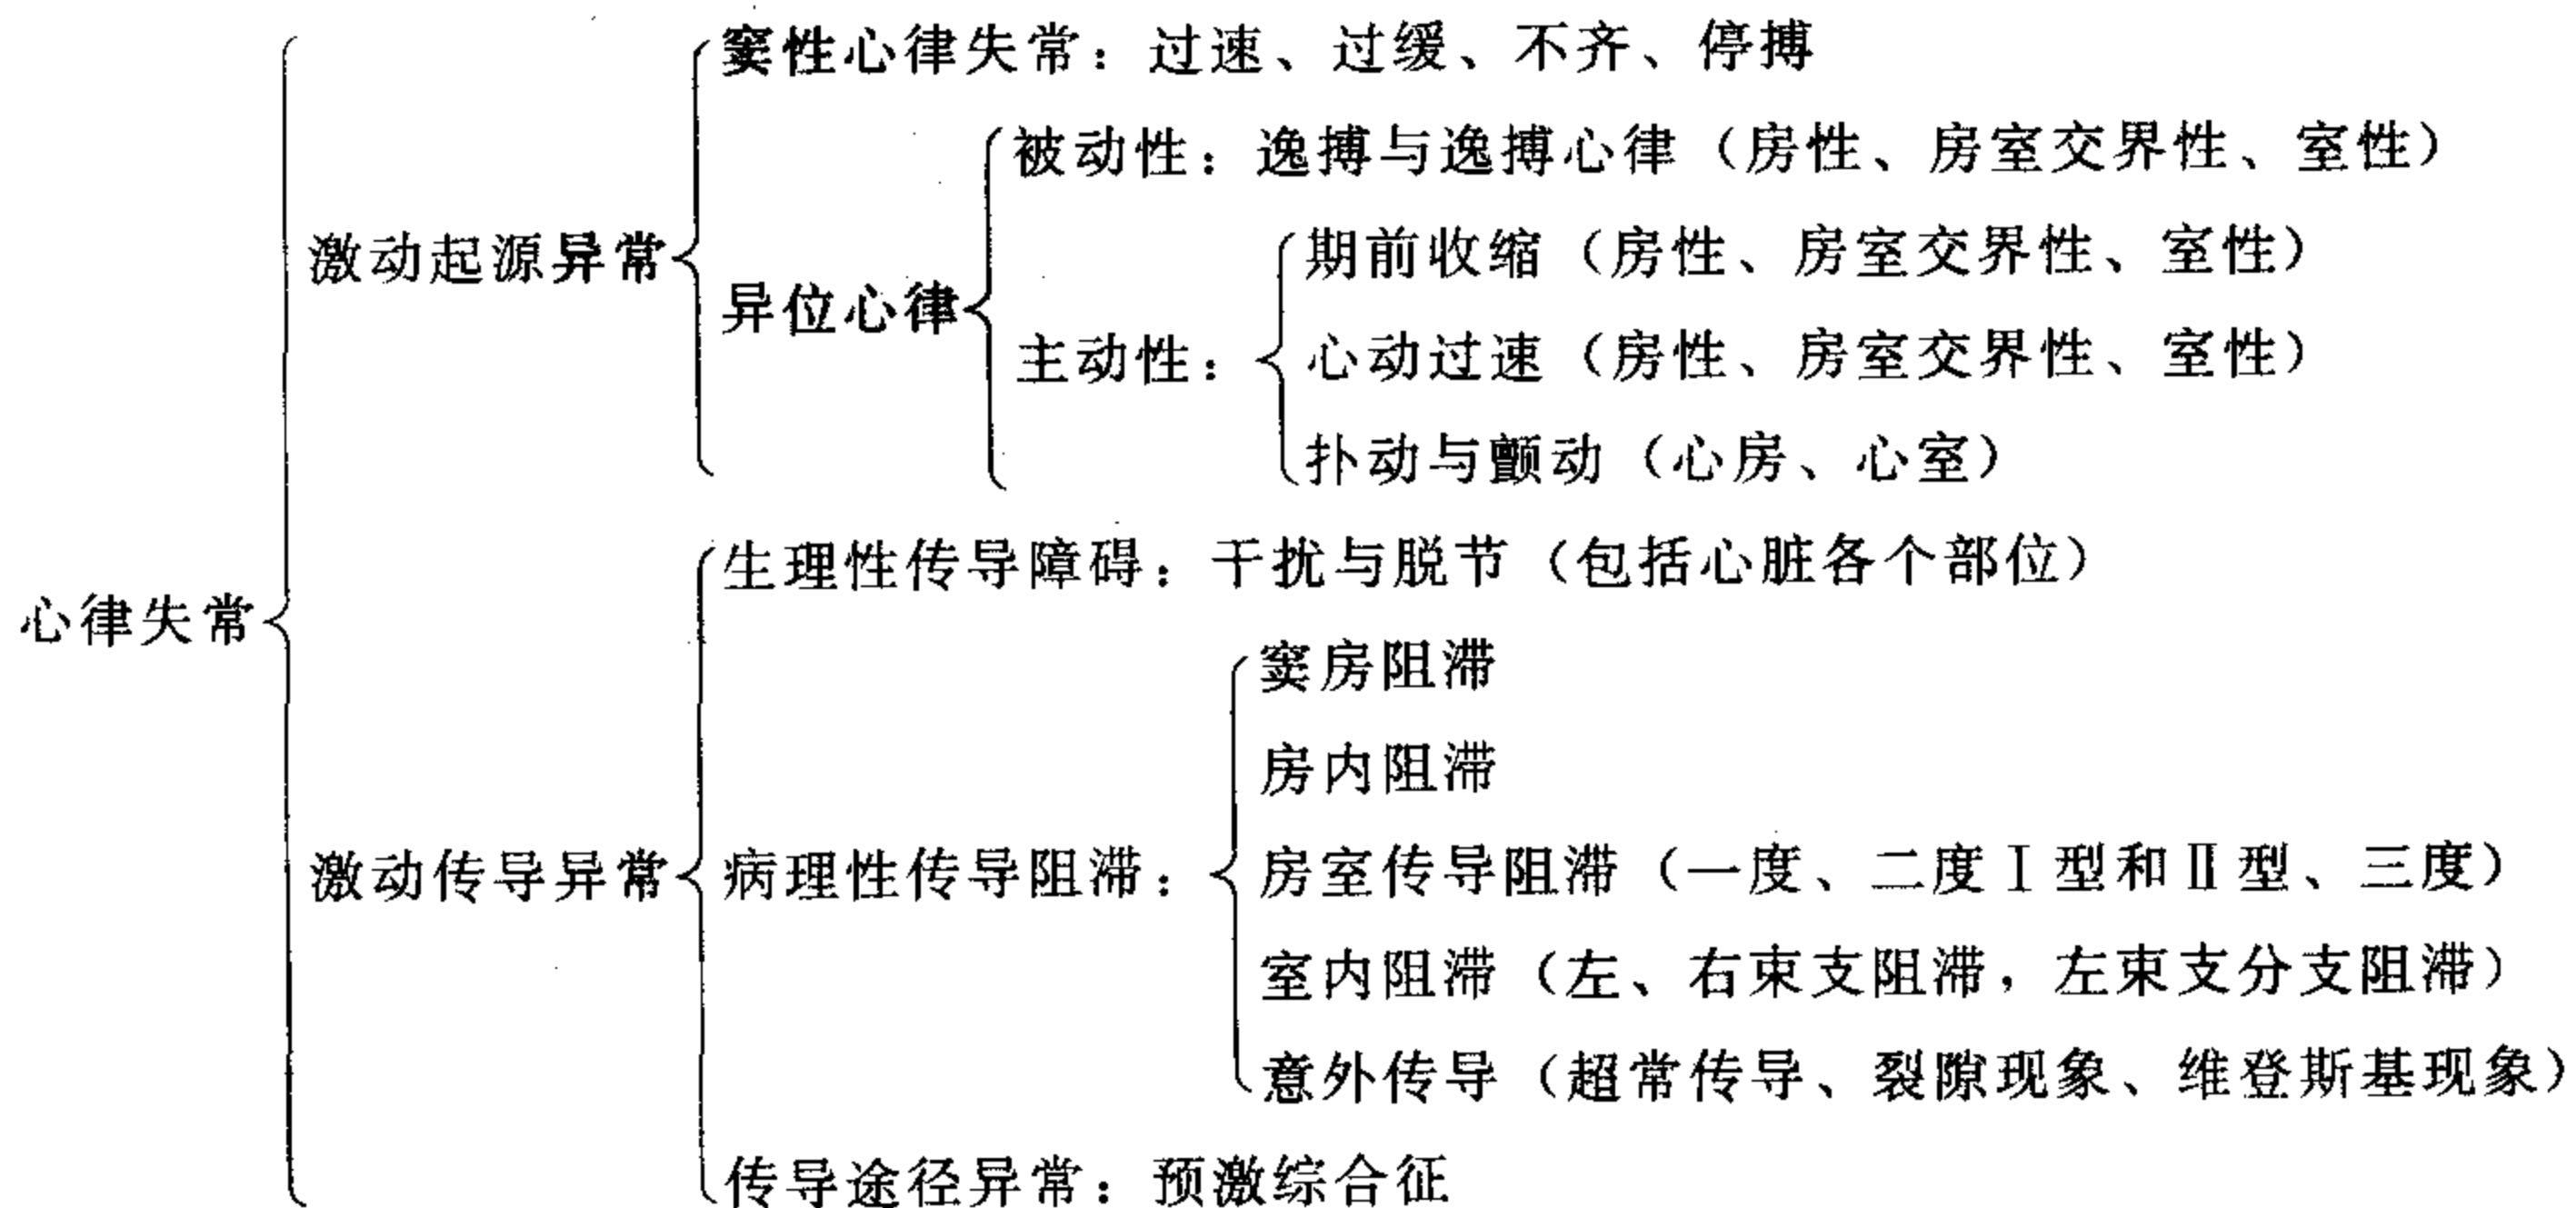 窦性心律失常：过速、过缓、不齐、停搏
被动性：逸搏与逸搏心律（房性、房室交界性、室性）
激动起源异常
期前收缩（房性、房室交界性、室性）
异位心律
主动性：
心动过速（房性、房室交界性、室性）
扑动与颤动（心房、心室）
生理性传导障碍：干扰与脱节（包括心脏各个部位）
心律失常
窦房阻滞
房内阻滞
激动传导异常
病理性传导阻滞：
房室传导阻滞（一度、二度Ⅰ型和Ⅱ型、三度）
室内阻滞（左、右束支阻滞，左束支分支阻滞）
意外传导（超常传导、裂隙现象、维登斯基现象）
传导途径异常：预激综合征